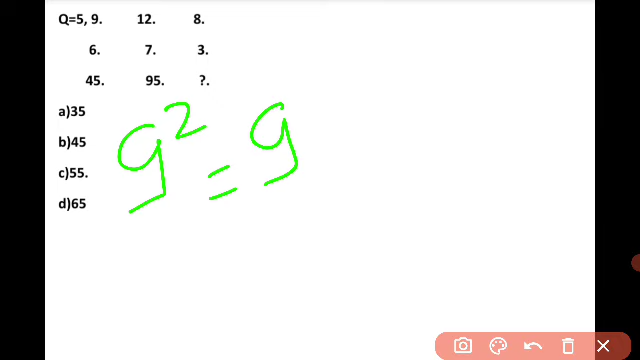 Q=5, 9. 12. 8.
6. 7. 3.
45. 95. ?.
a)35
b)45
c)55.
d)65
9² = 9